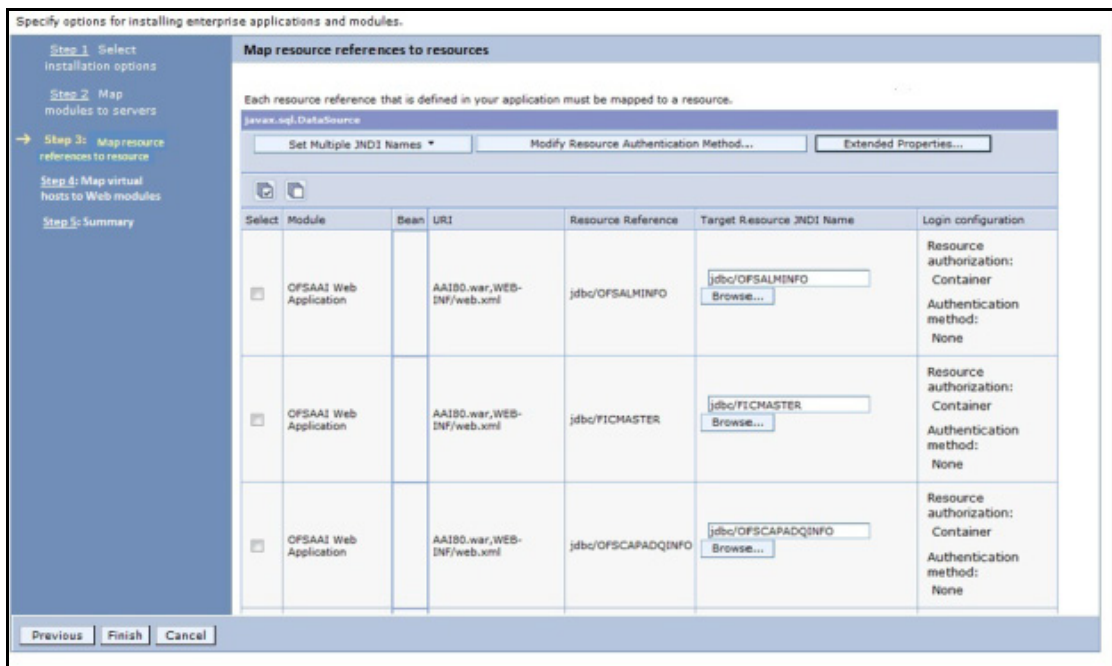 Specify options for installing enterprise applications and modules.
Step 1 Select
installation options
Step 2 Map
modules to servers
Step 3: Map resource
references to resource
Step 4: Map virtual
hosts to Web modules
Step 5: Summary
Map resource references to resources
Each resource reference that is defined in your application must be mapped to a resource.
javax.sql.DataSource
Set Multiple JNDI Names
Modify Resource Authentication Method...
Extended Properties...
Select Module Bean URI Resource Reference Target Resource JNDI Name Login configuration
OFSAAI Web
Application
AAI80.war,WEB-
INF/web.xml
jdbc/OFSALMINFO
jdbc/OFSALMINFO
Browse...
Resource
authorization:
Container
Authentication
method:
None
OFSAAI Web
Application
AAI80.war,WEB-
INF/web.xml
jdbc/FICMASTER
jdbc/FICMASTER
Browse...
Resource
authorization:
Container
Authentication
method:
None
OFSAAI Web
Application
AAI80.war,WEB-
INF/web.xml
jdbc/OFSCAPADQINFO
jdbc/OFSCAPADQINFO
Browse...
Resource
authorization:
Container
Authentication
method:
None
Previous Finish Cancel